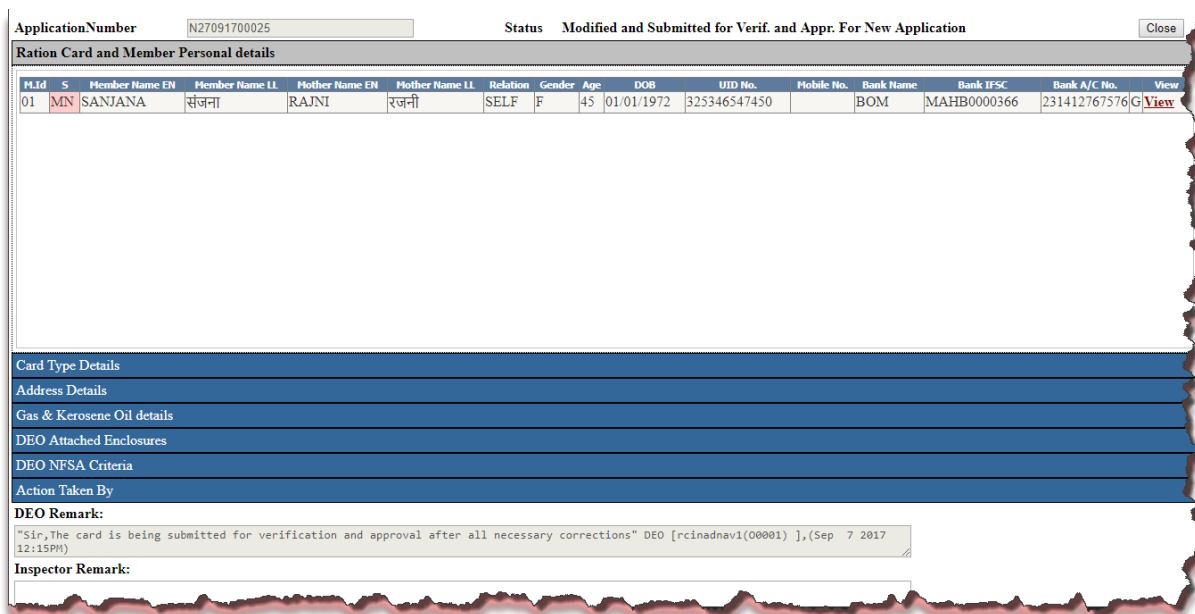 ApplicationNumber N27091700025 Status Modified and Submitted for Verif. and Appr. For New Application Close
Ration Card and Member Personal details
M.Id S Member Name EN Member Name LL Mother Name EN Mother Name LL Relation Gender Age DOB UID No. Mobile No. Bank Name Bank IFSC Bank A/C No. View
01 MN SANJANA संजना RAJNI रजनी SELF F 45 01/01/1972 325346547450 BOM MAHB0000366 231412767576 G View
Card Type Details
Address Details
Gas & Kerosene Oil details
DEO Attached Enclosures
DEO NFSA Criteria
Action Taken By
DEO Remark:
"Sir,The card is being submitted for verification and approval after all necessary corrections" DEO [rcinadnav1(O0001) ],(Sep 7 2017
12:15PM)
Inspector Remark: